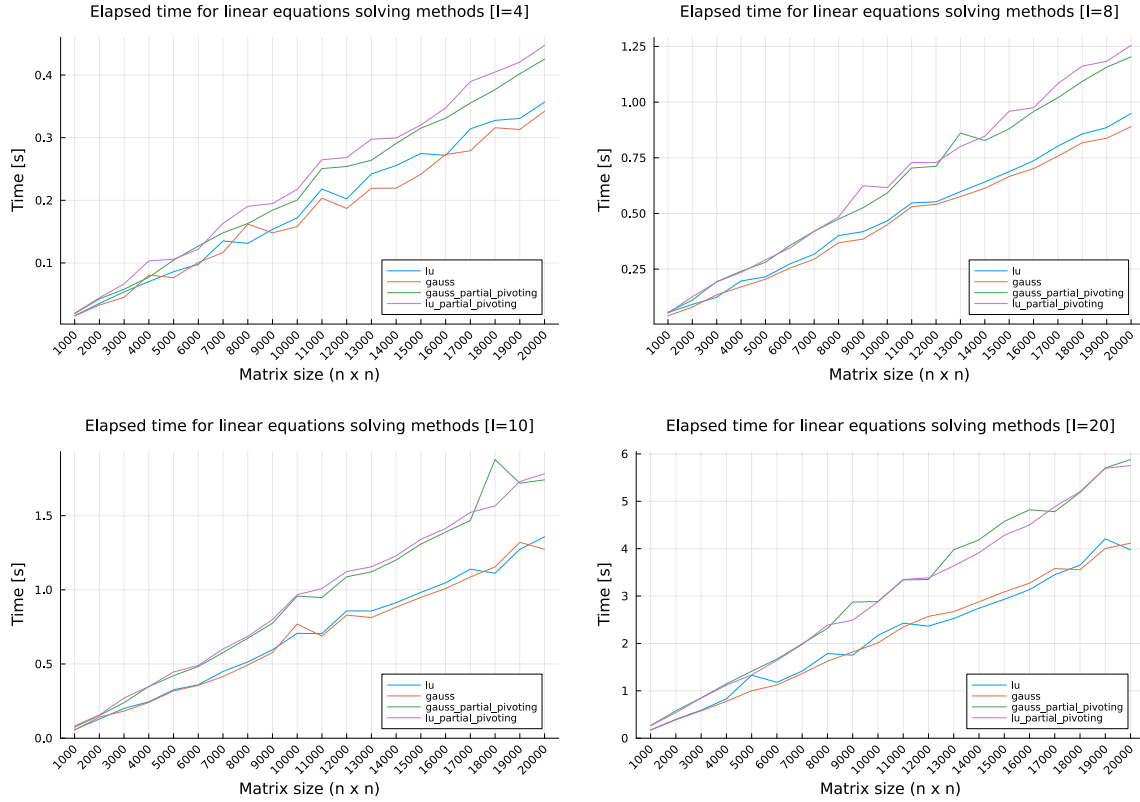 Elapsed time for linear equations solving methods [l=4]
Time [s]
0.4
0.3
0.2
0.1
lu
gauss
gauss_partial_pivoting
lu_partial_pivoting
1000 2000 3000 4000 5000 6000 7000 8000 9000 10000 11000 12000 13000 14000 15000 16000 17000 18000 19000 20000
Matrix size (n x n)
Elapsed time for linear equations solving methods [l=8]
Time [s]
1.25
1.00
0.75
0.50
0.25
lu
gauss
gauss_partial_pivoting
lu_partial_pivoting
1000 2000 3000 4000 5000 6000 7000 8000 9000 10000 11000 12000 13000 14000 15000 16000 17000 18000 19000 20000
Matrix size (n x n)
Elapsed time for linear equations solving methods [l=10]
Time [s]
1.5
1.0
0.5
0.0
lu
gauss
gauss_partial_pivoting
lu_partial_pivoting
1000 2000 3000 4000 5000 6000 7000 8000 9000 10000 11000 12000 13000 14000 15000 16000 17000 18000 19000 20000
Matrix size (n x n)
Elapsed time for linear equations solving methods [l=20]
Time [s]
6
5
4
3
2
1
0
lu
gauss
gauss_partial_pivoting
lu_partial_pivoting
1000 2000 3000 4000 5000 6000 7000 8000 9000 10000 11000 12000 13000 14000 15000 16000 17000 18000 19000 20000
Matrix size (n x n)